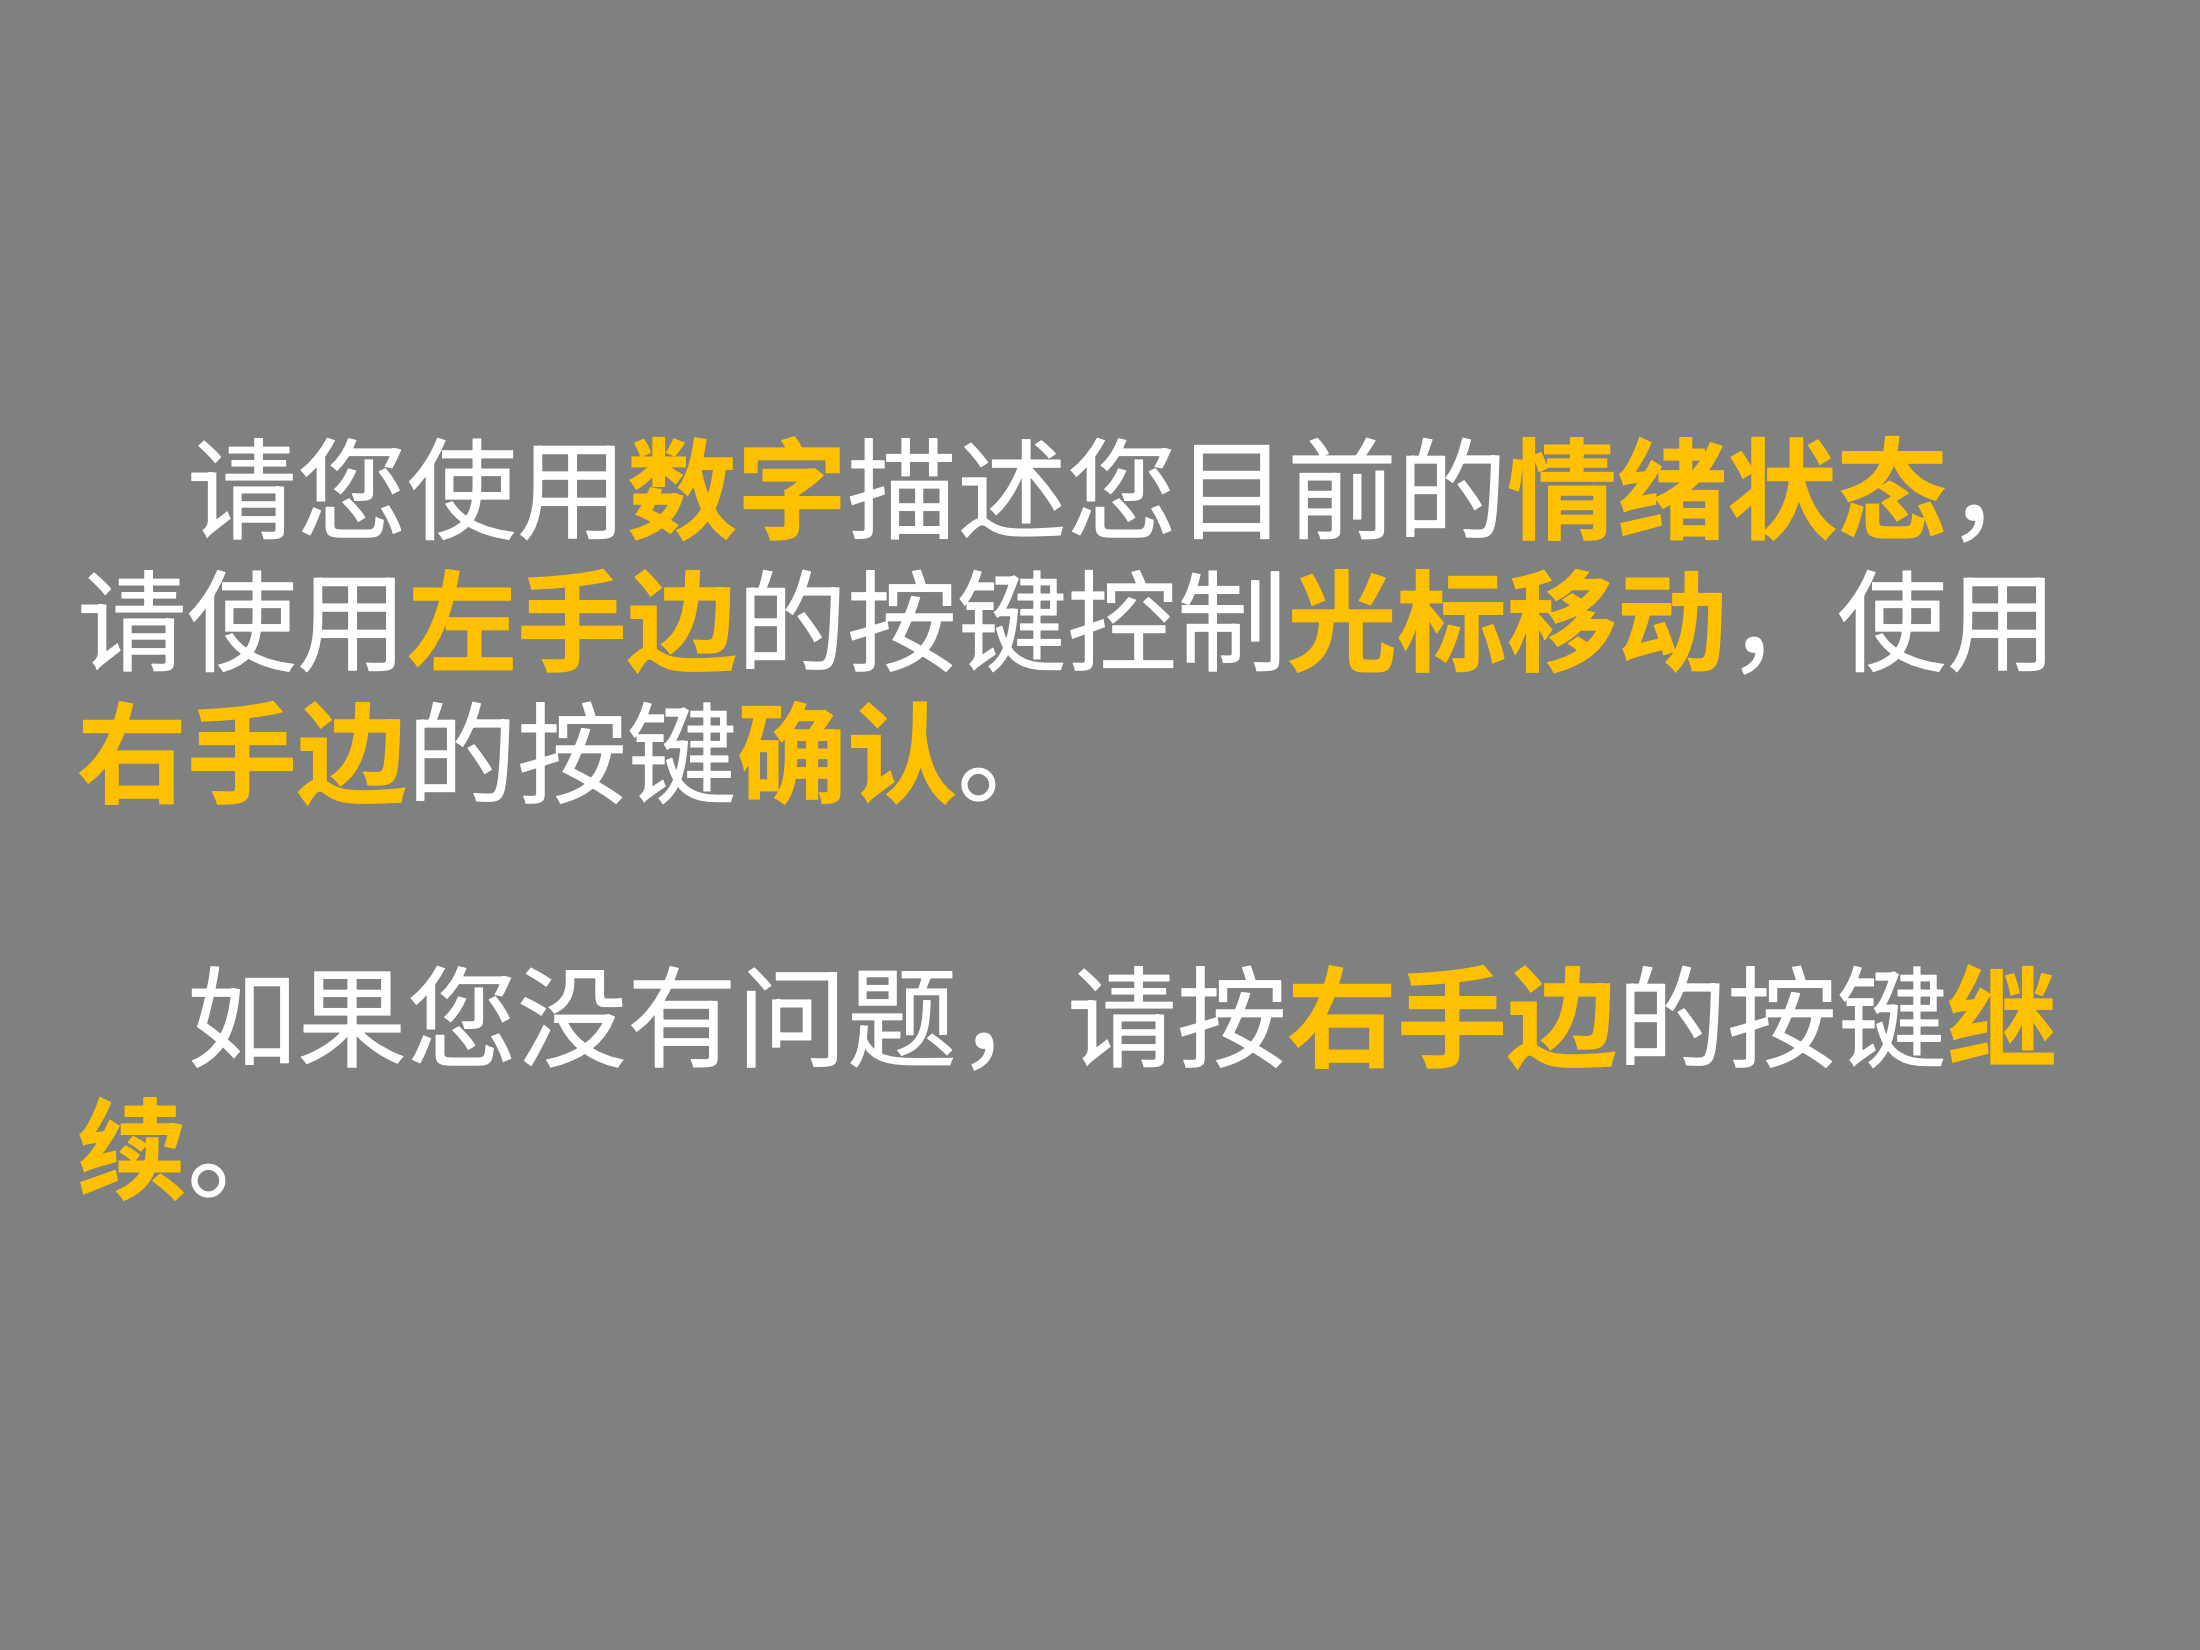 请您使用数字描述您目前的情绪状态，
请使用左手边的按键控制光标移动，使用
右手边的按键确认。
如果您没有问题，请按右手边的按键继
续。